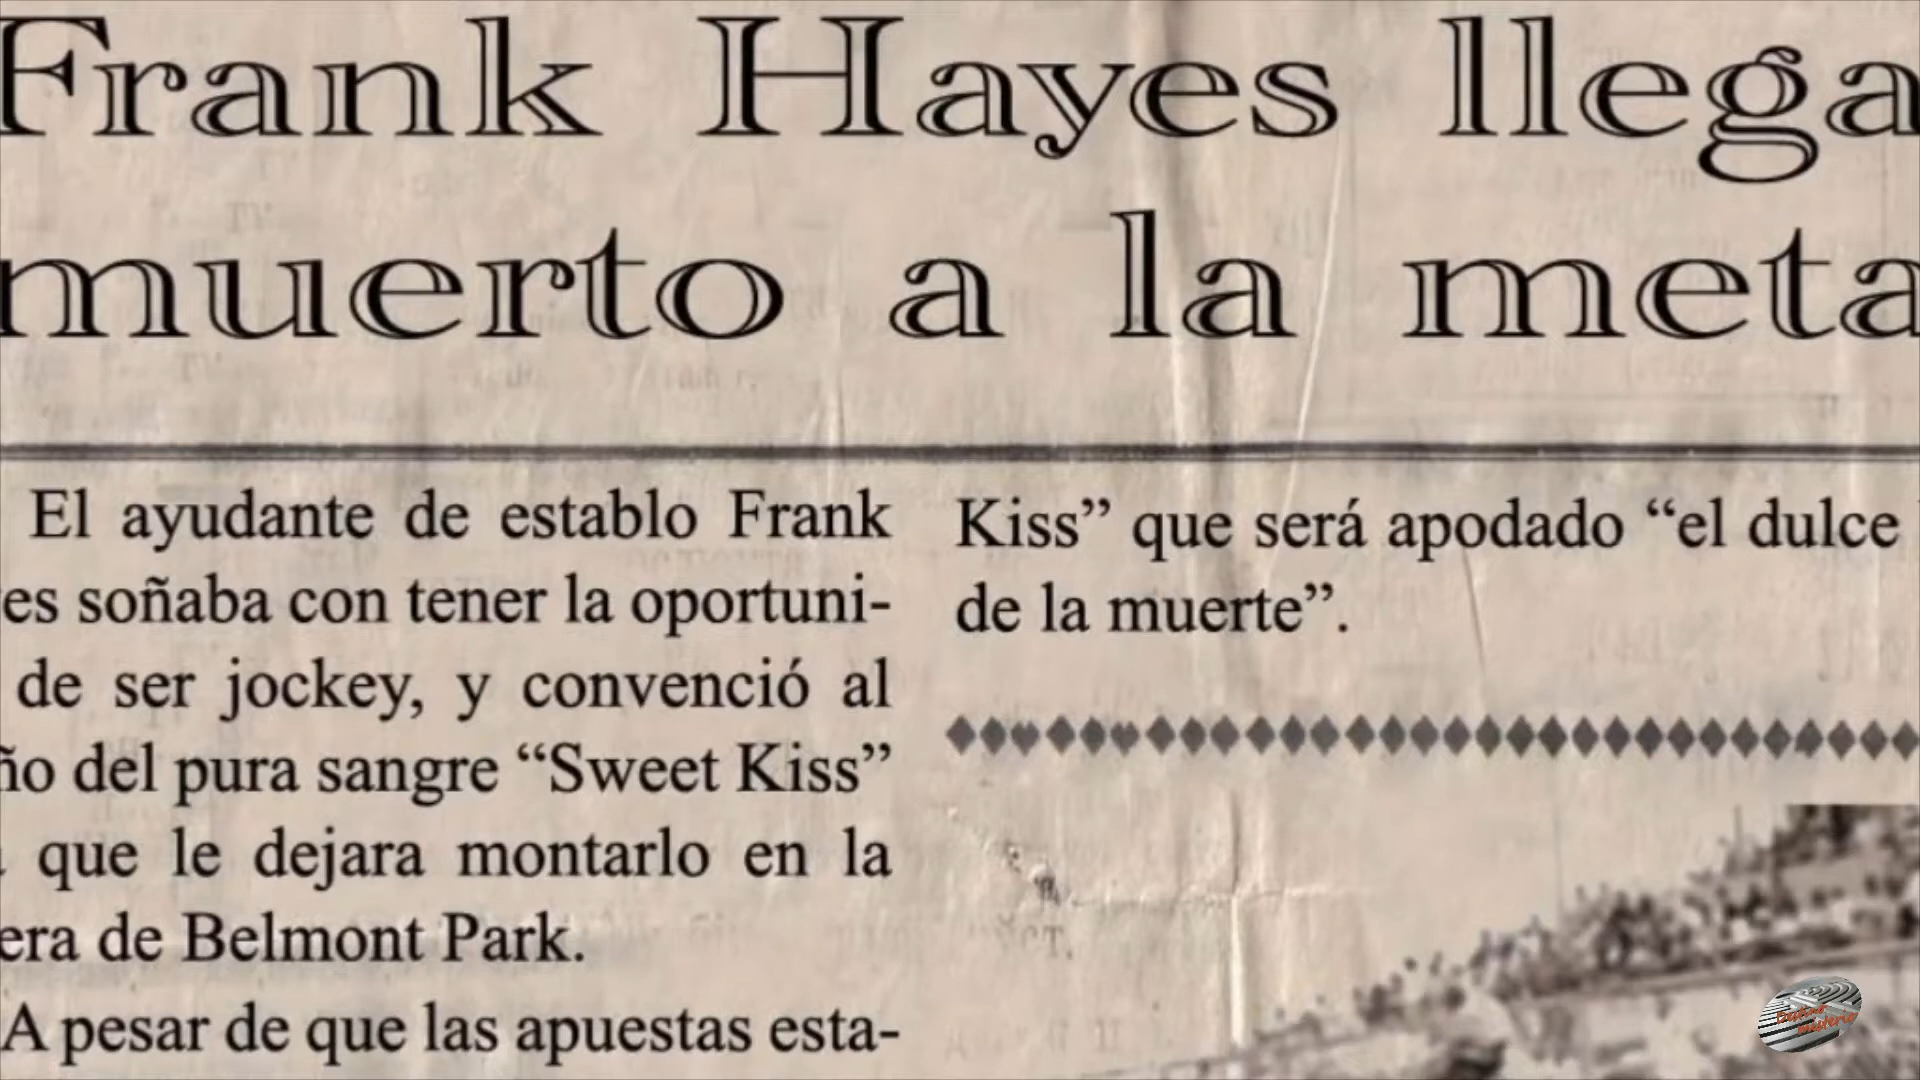 Frank Hayes llega
muerto a la meta
El ayudante de establo Frank
es soñaba con tener la oportuni-
de ser jockey, y convenció al
ño del pura sangre “Sweet Kiss”
que le dejara montarlo en la
era de Belmont Park.
A pesar de que las apuestas esta-
Kiss” que será apodado “el dulce
de la muerte”.